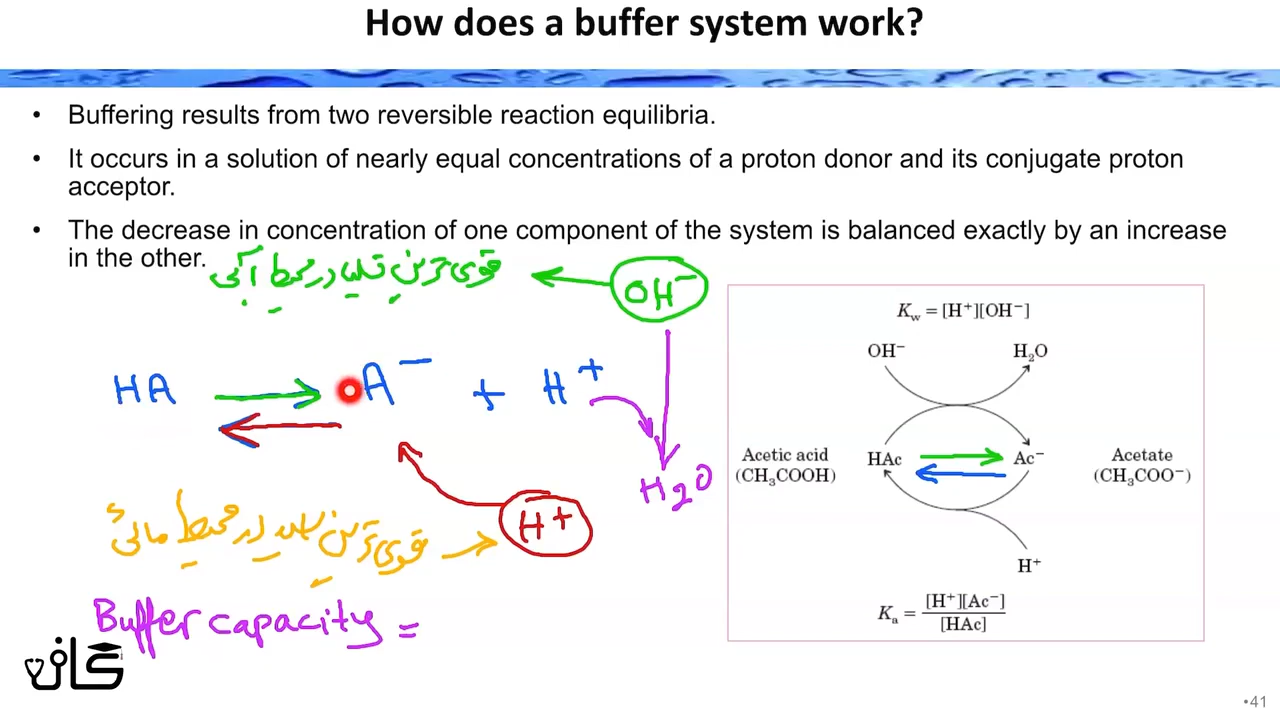 How does a buffer system work?
• Buffering results from two reversible reaction equilibria.
• It occurs in a solution of nearly equal concentrations of a proton donor and its conjugate proton
acceptor.
• The decrease in concentration of one component of the system is balanced exactly by an increase
in the other.
قوی ترین قلیا در محیط آبی
OH⁻
HA A⁻ + H⁺
H₂O
H⁺
قوی ترین اسید در محیط مائی
Buffer capacity =
Kw = [H⁺][OH⁻]
OH⁻ H₂O
Acetic acid
(CH₃COOH)
HAc Ac⁻
Acetate
(CH₃COO⁻)
H⁺
Ka = [H⁺][Ac⁻]
[HAc]
•41